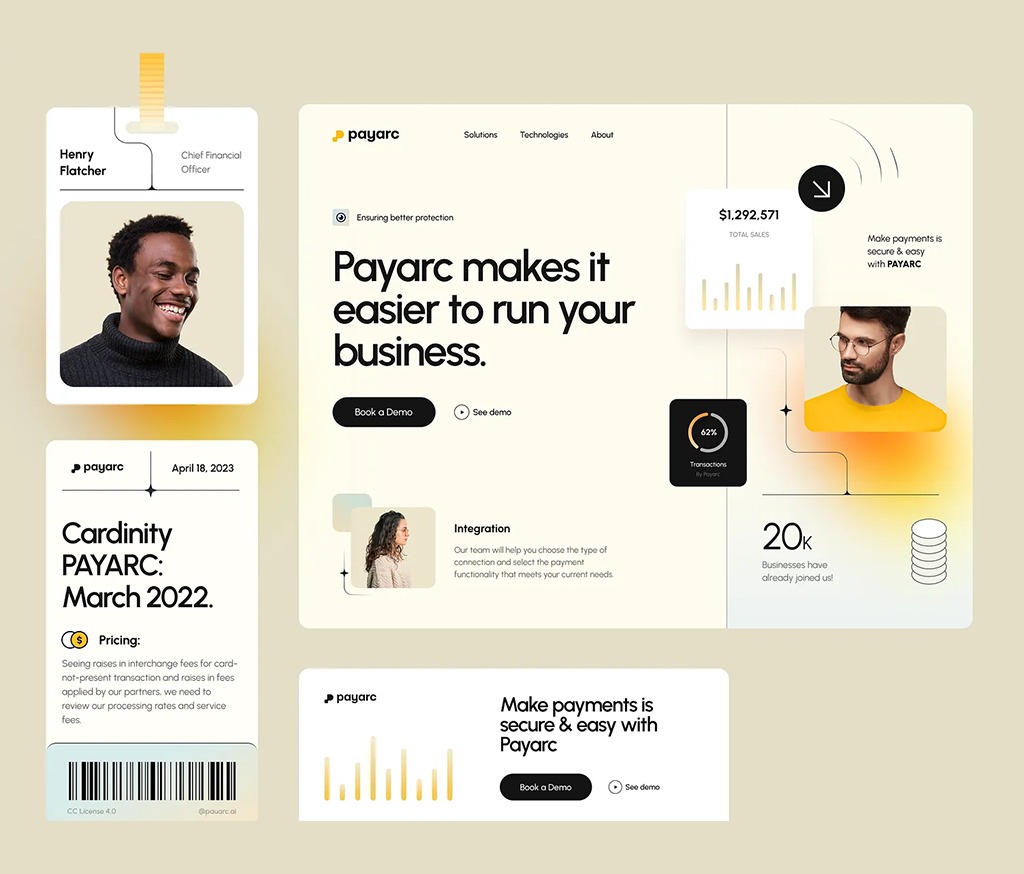 Henry
Flatcher
Chief Financial
Officer
payarc
April 18, 2023
Cardinity
PAYARC:
March 2022.
$
Pricing:
Seeing raises in interchange fees for card-
not-present transaction and raises in fees
applied by our partners, we need to
review our processing rates and service
fees.
CC License 4.0
@payarc.ai
payarc
Solutions
Technologies
About
Ensuring better protection
Payarc makes it
easier to run your
business.
Book a Demo
See demo
Integration
Our team will help you choose the type of
connection and select the payment
functionality that meets your current needs.
$1,292,571
TOTAL SALES
Make payments is
secure & easy
with PAYARC
62%
Transactions
By Payarc
20K
Businesses have
already joined us!
payarc
Make payments is
secure & easy with
Payarc
Book a Demo
See demo